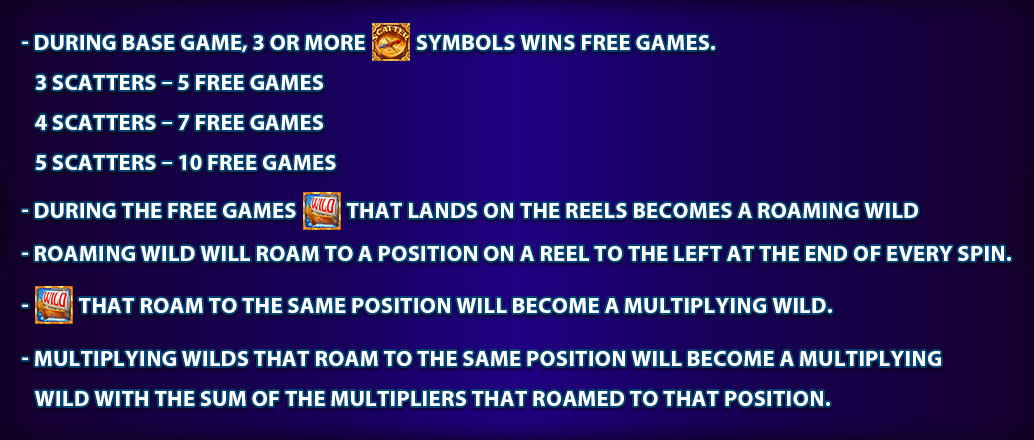 - DURING BASE GAME, 3 OR MORE SCATTER SYMBOLS WINS FREE GAMES.
3 SCATTERS – 5 FREE GAMES
4 SCATTERS – 7 FREE GAMES
5 SCATTERS – 10 FREE GAMES
- DURING THE FREE GAMES WILD THAT LANDS ON THE REELS BECOMES A ROAMING WILD
- ROAMING WILD WILL ROAM TO A POSITION ON A REEL TO THE LEFT AT THE END OF EVERY SPIN.
- WILD THAT ROAM TO THE SAME POSITION WILL BECOME A MULTIPLYING WILD.
- MULTIPLYING WILDS THAT ROAM TO THE SAME POSITION WILL BECOME A MULTIPLYING
WILD WITH THE SUM OF THE MULTIPLIERS THAT ROAMED TO THAT POSITION.